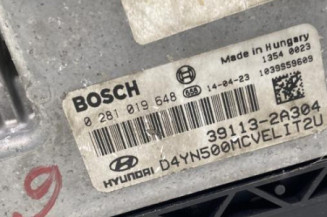 Made in Hungary
1354 0023
BOSCH
14-04-23
1039S59609
0 281 019 648
39113-2A304
HYUNDAI
D4YN500MCVELIT2U